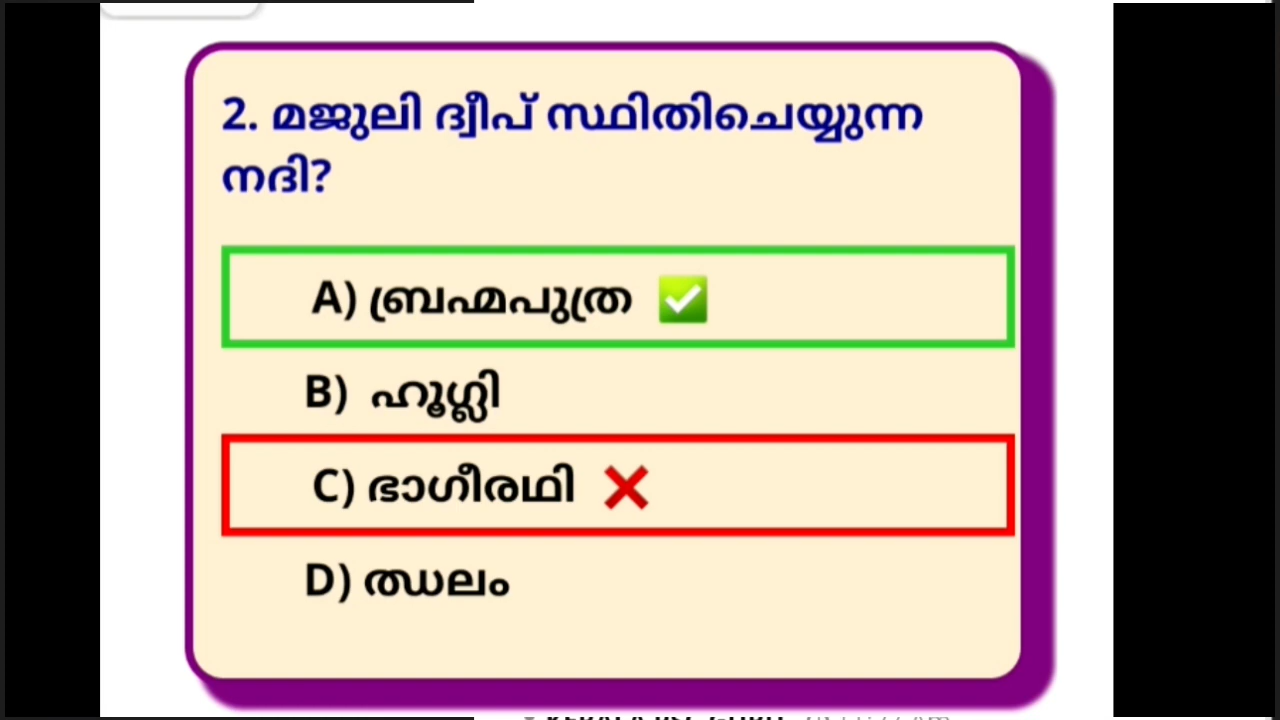 2. മജുലി ദ്വീപ് സ്ഥിതിചെയ്യുന്ന
നദി?
A) ബ്രഹ്മപുത്ര ✅
B) ഹൂഗ്ലി
C) ഭാഗീരഥി ❌
D) ഝലം